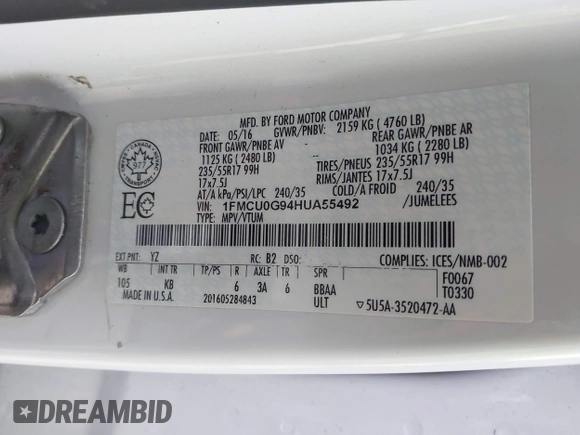 MFD. BY FORD MOTOR COMPANY
DATE: 05/16 GVWR/PNBV: 2159 KG ( 4760 LB)
FRONT GAWR/PNBE AV REAR GAWR/PNBE AR
1125 KG ( 2480 LB) 1034 KG ( 2280 LB)
235/55R17 99H TIRES/PNEUS 235/55R17 99H
17x7.5J RIMS/JANTES 17x7.5J
AT/A kPa/PSI/LPC 240/35 COLD/A FROID 240/35
VIN: 1FMCU0G94HUA55492 /JUMELEES
TYPE: MPV/VTUM
CANADA
977
TRANSPORT
EC
EXT PNT: YZ RC: B2 DSO: COMPLIES: ICES/NMB-002
WB INT TR TP/PS R AXLE TR SPR F0067
105 KB 6 3A 6 BBAA T0330
MADE IN U.S.A. 201605284843 ULT ▽5U5A-3520472-AA
DREAMBID